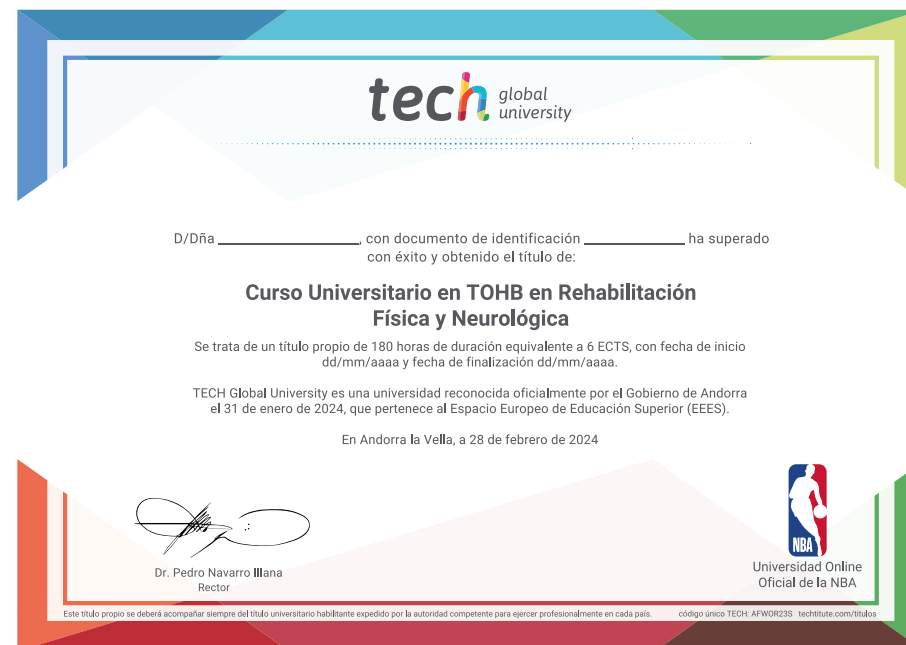 tech global university
D/Dña ____________________, con documento de identificación ______________ ha superado
con éxito y obtenido el título de:
Curso Universitario en TOHB en Rehabilitación
Física y Neurológica
Se trata de un título propio de 180 horas de duración equivalente a 6 ECTS, con fecha de inicio
dd/mm/aaaa y fecha de finalización dd/mm/aaaa.
TECH Global University es una universidad reconocida oficialmente por el Gobierno de Andorra
el 31 de enero de 2024, que pertenece al Espacio Europeo de Educación Superior (EEES).
En Andorra la Vella, a 28 de febrero de 2024
Dr. Pedro Navarro Illana
Rector
NBA
Universidad Online
Oficial de la NBA
Este título propio se deberá acompañar siempre del título universitario habilitante expedido por la autoridad competente para ejercer profesionalmente en cada país.
código único TECH: AFWOR23S techtitute.com/titulos